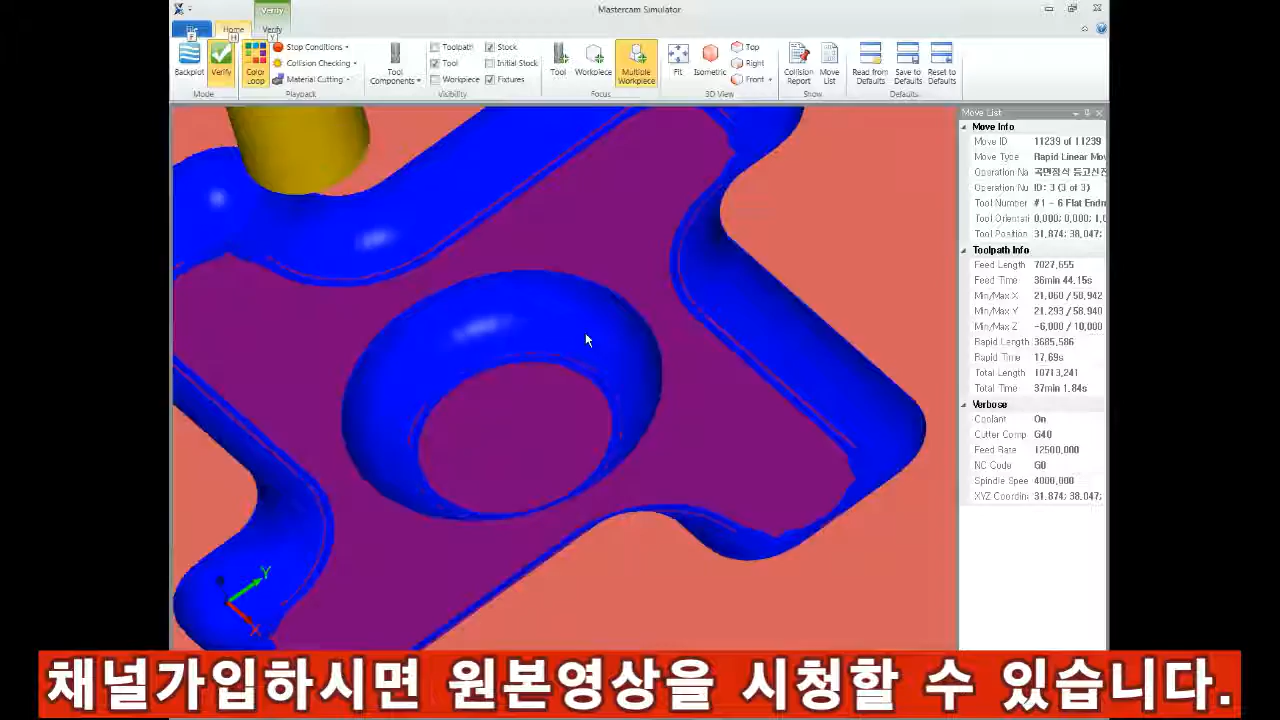 Verify
Mastercam Simulator
Home
Verify
F
H
Y
Backplot
Verify
Color Loop
Stop Conditions
Collision Checking
Material Cutting
Playback
Mode
Tool Components
Toolpath
Tool
Workpiece
Stock
Initial Stock
Fixtures
Visibility
Tool
Workpiece
Multiple Workpiece
Focus
Fit
Isometric
Top
Right
Front
3D View
Collision Report
Move List
Show
Read from Defaults
Save to Defaults
Reset to Defaults
Defaults
Move List
Move Info
Move ID 11239 of 11239
Move Type Rapid Linear Mov
Operation Na
Operation Nu ID: 3 (3 of 3)
Tool Number #1 - 6 Flat Endm
Tool Orientati 0,000; 0,000; 1,0
Tool Position 31,874; 38,047;
Toolpath Info
Feed Length 7027,655
Feed Time 36min 44.15s
Min/Max X 21,060 / 58,942
Min/Max Y 21,293 / 58,940
Min/Max Z -6,000 / 10,000
Rapid Length 3685,586
Rapid Time 17,69s
Total Length 10713,241
Total Time 37min 1.84s
Verbose
Coolant On
Cutter Comp G40
Feed Rate 12500,000
NC Code G0
Spindle Spee 4000,000
XYZ Coordin 31.874; 38.047;
Y
X
채널가입하시면 원본영상을 시청할 수 있습니다.